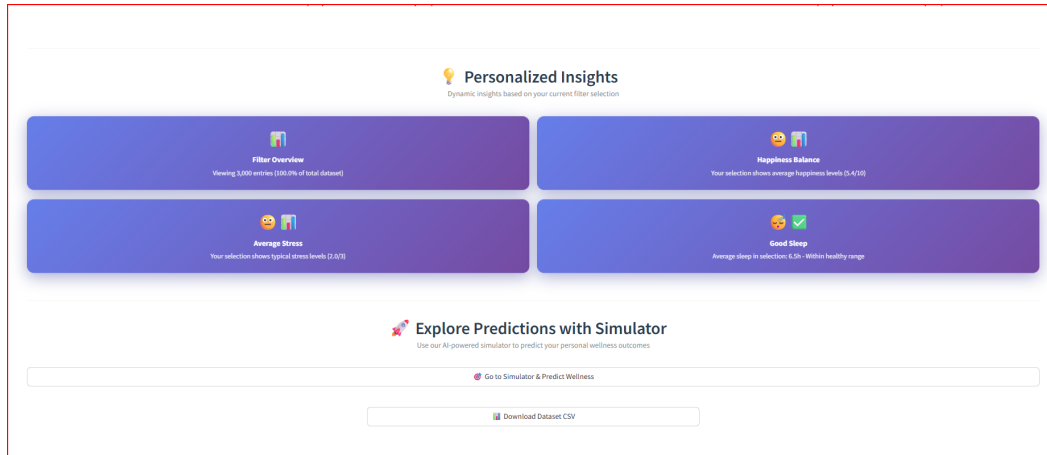 Personalized Insights
Dynamic insights based on your current filter selection
Filter Overview
Viewing 3,000 entries (100.0% of total dataset)
Happiness Balance
Your selection shows average happiness levels (5.4/10)
Average Stress
Your selection shows typical stress levels (2.0/3)
Good Sleep
Average sleep in selection: 6.5h - Within healthy range
Explore Predictions with Simulator
Use our AI-powered simulator to predict your personal wellness outcomes
Go to Simulator & Predict Wellness
Download Dataset CSV